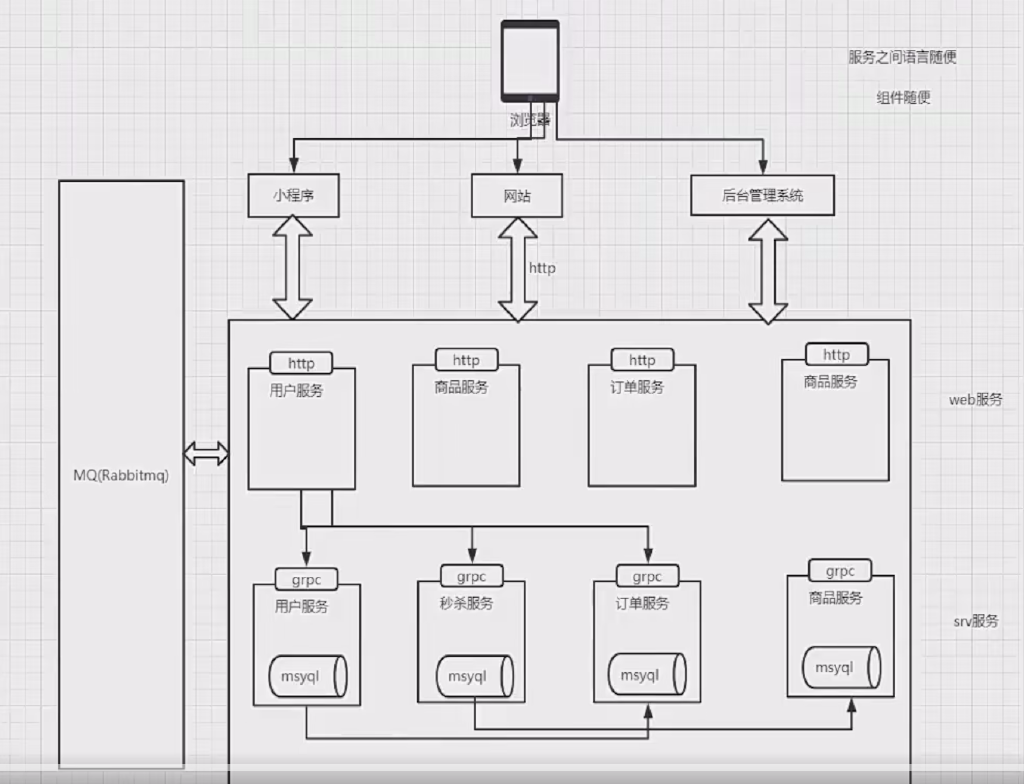 服务之间语言随便
组件随便
浏览器
小程序
网站
后台管理系统
http
http
http
http
http
用户服务
商品服务
订单服务
商品服务
web服务
MQ(Rabbitmq)
grpc
grpc
grpc
grpc
用户服务
秒杀服务
订单服务
商品服务
srv服务
msyql
msyql
msyql
msyql